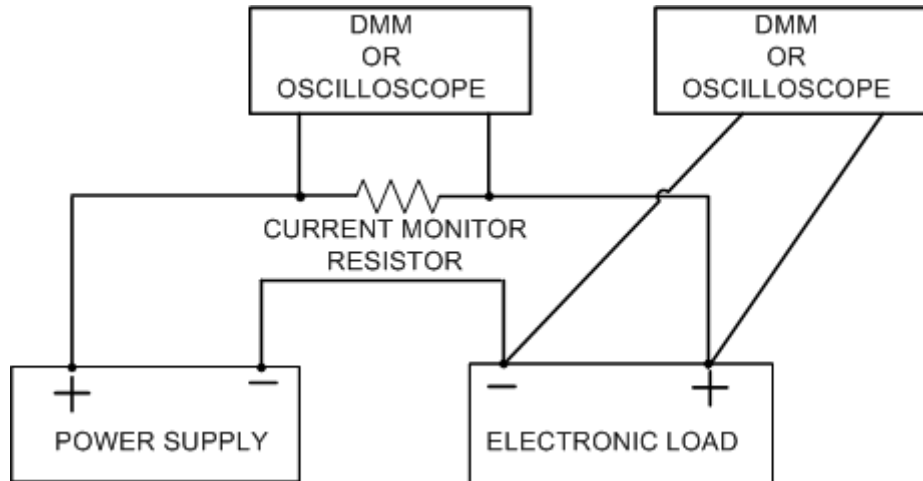 DMM
OR
OSCILLOSCOPE
DMM
OR
OSCILLOSCOPE
CURRENT MONITOR
RESISTOR
+
−
−
+
POWER SUPPLY
ELECTRONIC LOAD